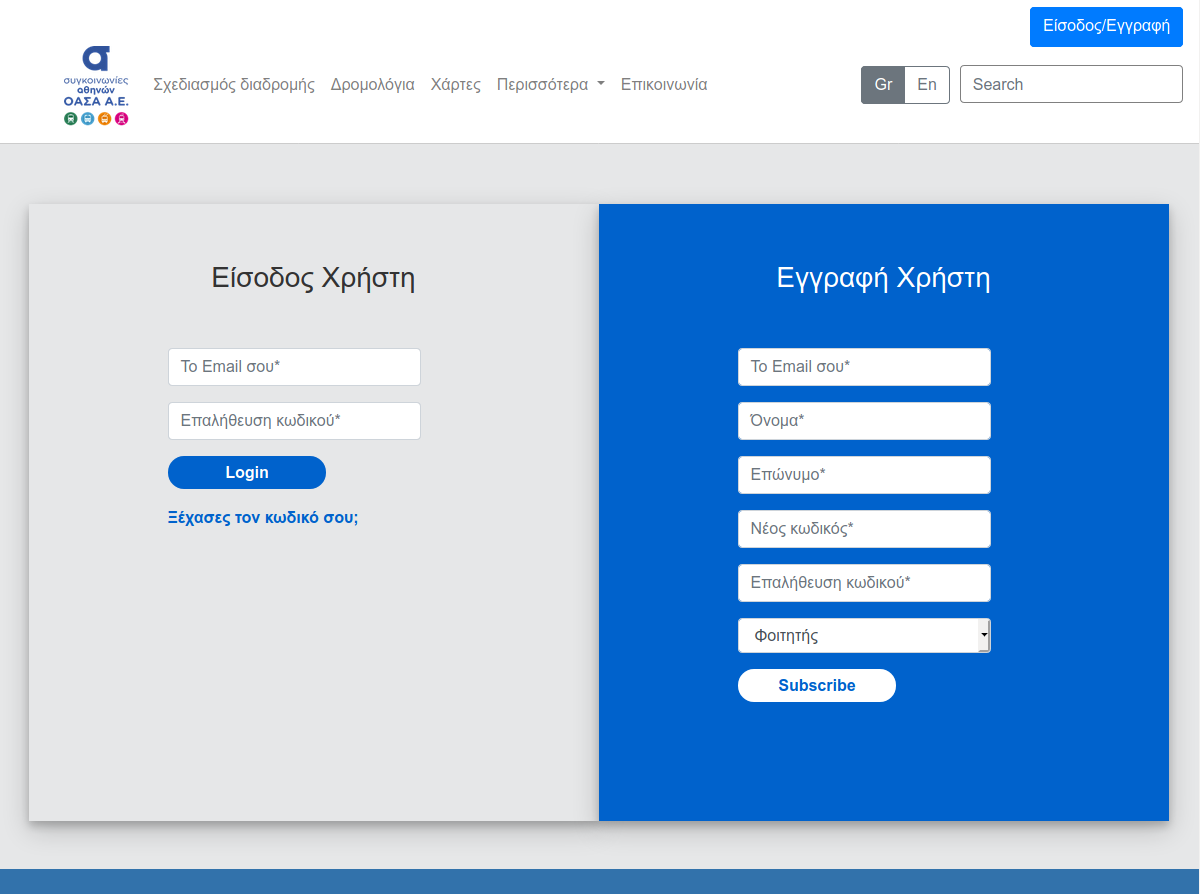 Είσοδος/Εγγραφή
συγκοινωνίες
αθηνών
ΟΑΣΑ Α.Ε.
Σχεδιασμός διαδρομής Δρομολόγια Χάρτες Περισσότερα Επικοινωνία Gr En Search
Είσοδος Χρήστη
Το Email σου*
Επαλήθευση κωδικού*
Login
Ξέχασες τον κωδικό σου;
Εγγραφή Χρήστη
Το Email σου*
Όνομα*
Επώνυμο*
Νέος κωδικός*
Επαλήθευση κωδικού*
Φοιτητής
Subscribe